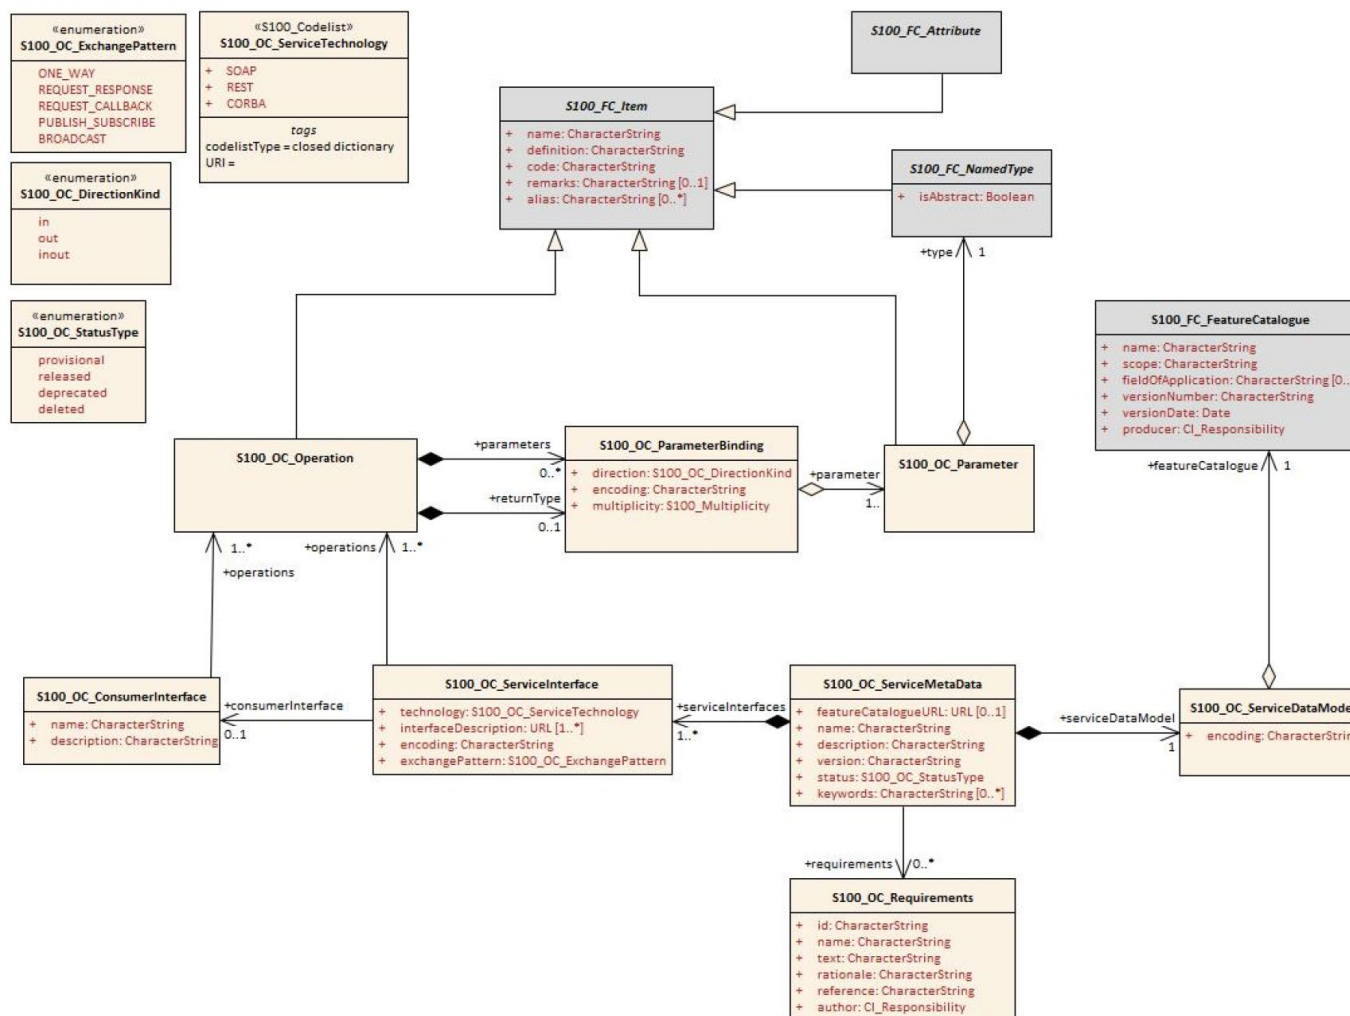 «enumeration»
S100_OC_ExchangePattern
ONE_WAY
REQUEST_RESPONSE
REQUEST_CALLBACK
PUBLISH_SUBSCRIBE
BROADCAST
«S100_Codelist»
S100_OC_ServiceTechnology
+ SOAP
+ REST
+ CORBA
tags
codelistType = closed dictionary
URI =
«enumeration»
S100_OC_DirectionKind
in
out
inout
«enumeration»
S100_OC_StatusType
provisional
released
deprecated
deleted
S100_FC_Attribute
S100_FC_Item
+ name: CharacterString
+ definition: CharacterString
+ code: CharacterString
+ remarks: CharacterString [0..1]
+ alias: CharacterString [0..*]
S100_FC_NamedType
+ isAbstract: Boolean
+type 1
S100_FC_FeatureCatalogue
+ name: CharacterString
+ scope: CharacterString
+ fieldOfApplication: CharacterString [0..
+ versionNumber: CharacterString
+ versionDate: Date
+ producer: CI_Responsibility
+featureCatalogue 1
S100_OC_Operation
+parameters
0..*
+returnType
0..1
S100_OC_ParameterBinding
+ direction: S100_OC_DirectionKind
+ encoding: CharacterString
+ multiplicity: S100_Multiplicity
+parameter
1..
S100_OC_Parameter
1..*
+operations
+operations 1..*
S100_OC_ConsumerInterface
+ name: CharacterString
+ description: CharacterString
+consumerInterface
0..1
S100_OC_ServiceInterface
+ technology: S100_OC_ServiceTechnology
+ interfaceDescription: URL [1..*]
+ encoding: CharacterString
+ exchangePattern: S100_OC_ExchangePattern
+serviceInterfaces
1..*
S100_OC_ServiceMetaData
+ featureCatalogueURL: URL [0..1]
+ name: CharacterString
+ description: CharacterString
+ version: CharacterString
+ status: S100_OC_StatusType
+ keywords: CharacterString [0..*]
+serviceDataModel
1
S100_OC_ServiceDataMode
+ encoding: CharacterStrin
+requirements 0..*
S100_OC_Requirements
+ id: CharacterString
+ name: CharacterString
+ text: CharacterString
+ rationale: CharacterString
+ reference: CharacterString
+ author: CI_Responsibility